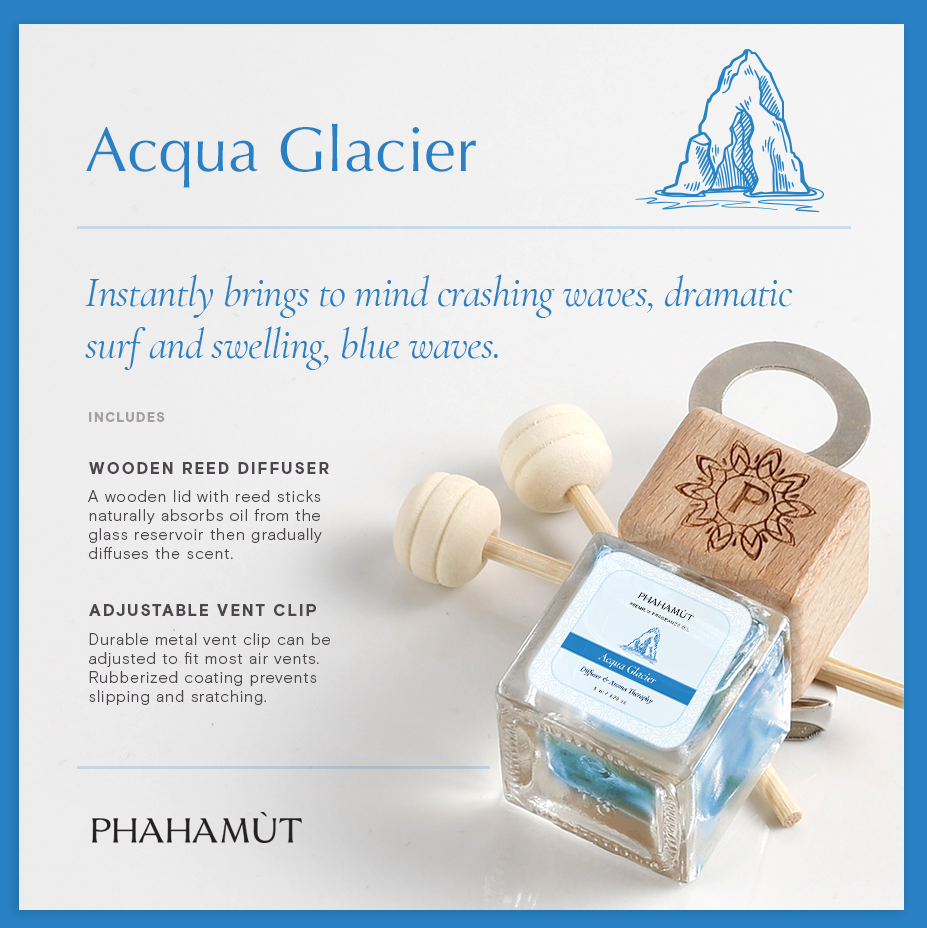 Acqua Glacier
Instantly brings to mind crashing waves, dramatic
surf and swelling, blue waves.
INCLUDES
WOODEN REED DIFFUSER
A wooden lid with reed sticks
naturally absorbs oil from the
glass reservoir then gradually
diffuses the scent.
ADJUSTABLE VENT CLIP
Durable metal vent clip can be
adjusted to fit most air vents.
Rubberized coating prevents
slipping and sratching.
PHAHAMÙT
P
PHAHAMÙT
PREMIUM FRAGRANCE OIL
Acqua Glacier
Diffuser & Aroma Therapy